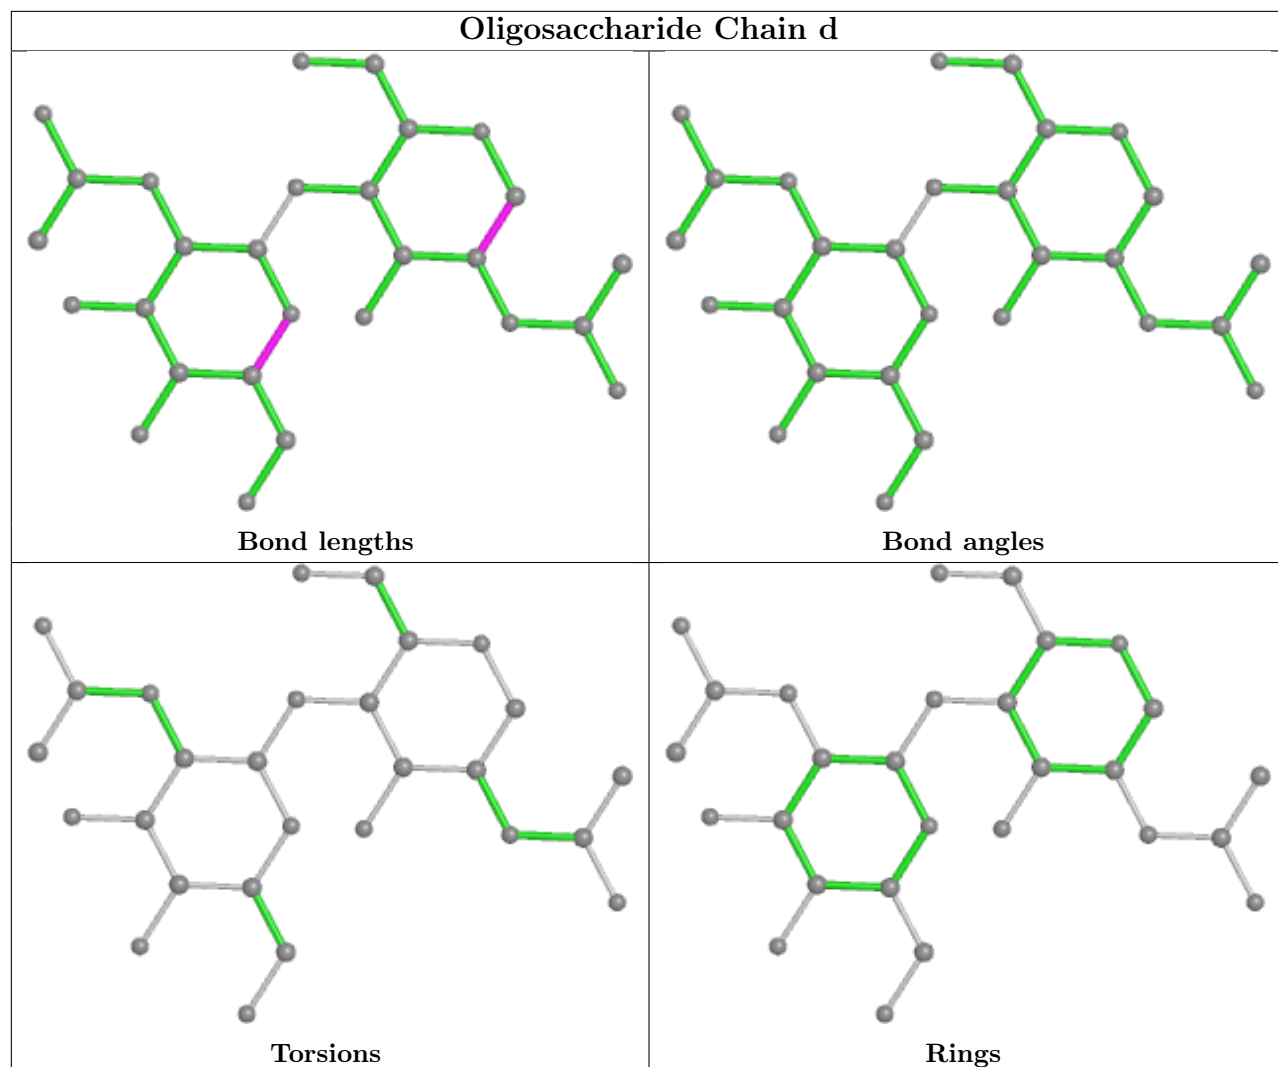 Oligosaccharide Chain d
Bond lengths
Bond angles
Torsions
Rings